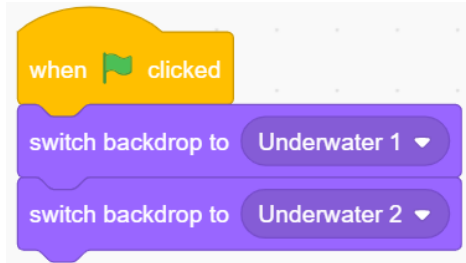 when clicked
switch backdrop to Underwater 1
switch backdrop to Underwater 2